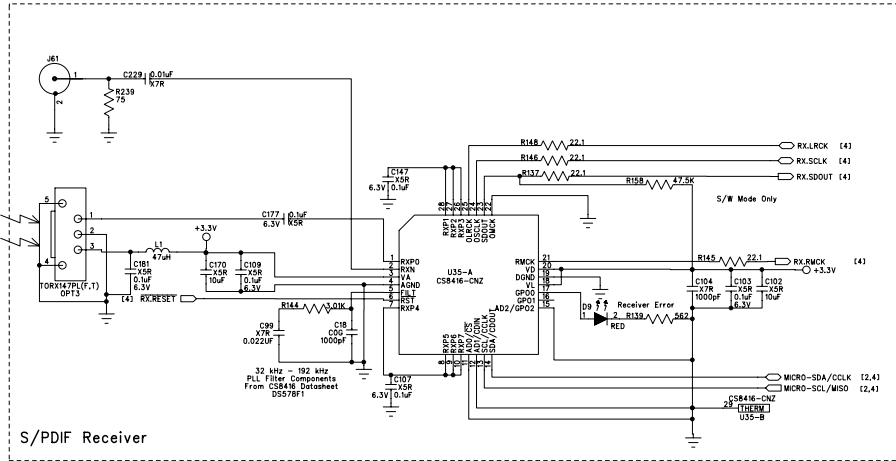 J61
1
2
C229
0.01uF
X7R
R239
75
R148
22.1
RX.LRCK [4]
R146
22.1
RX.SCLK [4]
R137
22.1
RX.SDOUT [4]
R158
47.5K
S/W Mode Only
C147
X5R
6.3V
0.1uF
28
27
26
25
24
23
22
RXP1
RXP2
RXP3
OLRCK
OSCLK
SDOUT
OMCK
5
1
2
3
4
TORX147PL(F,T)
OPT3
C177
0.1uF
6.3V
X5R
L1
47uH
+3.3V
C181
X5R
0.1uF
6.3V
C170
X5R
10uF
C109
X5R
0.1uF
6.3V
[4] RX.RESET
1
2
3
4
5
6
7
RXP0
RXN
VA
AGND
FILT
RST
RXP4
U35-A
CS8416-CNZ
RMCK
VD
DGND
VL
GPO0
GPO1
AD2/GPO2
21
20
19
18
17
16
15
R145
22.1
RX.RMCK [4]
+3.3V
C104
X7R
1000pF
C103
X5R
0.1uF
6.3V
C102
X5R
10uF
D9
1
2
RED
Receiver Error
R139
562
R144
3.01K
C99
X7R
0.022UF
C18
COG
1000pF
32 kHz - 192 kHz
PLL Filter Components
From CS8416 Datasheet
DS578F1
C107
X5R
6.3V
0.1uF
RXP5
RXP6
RXP7
AD0/CS
AD1/CDIN
SCL/CCLK
SDA/CDOUT
8
9
10
11
12
13
14
MICRO-SDA/CCLK [2,4]
MICRO-SCL/MISO [2,4]
CS8416-CNZ
29
THERM
U35-B
S/PDIF Receiver